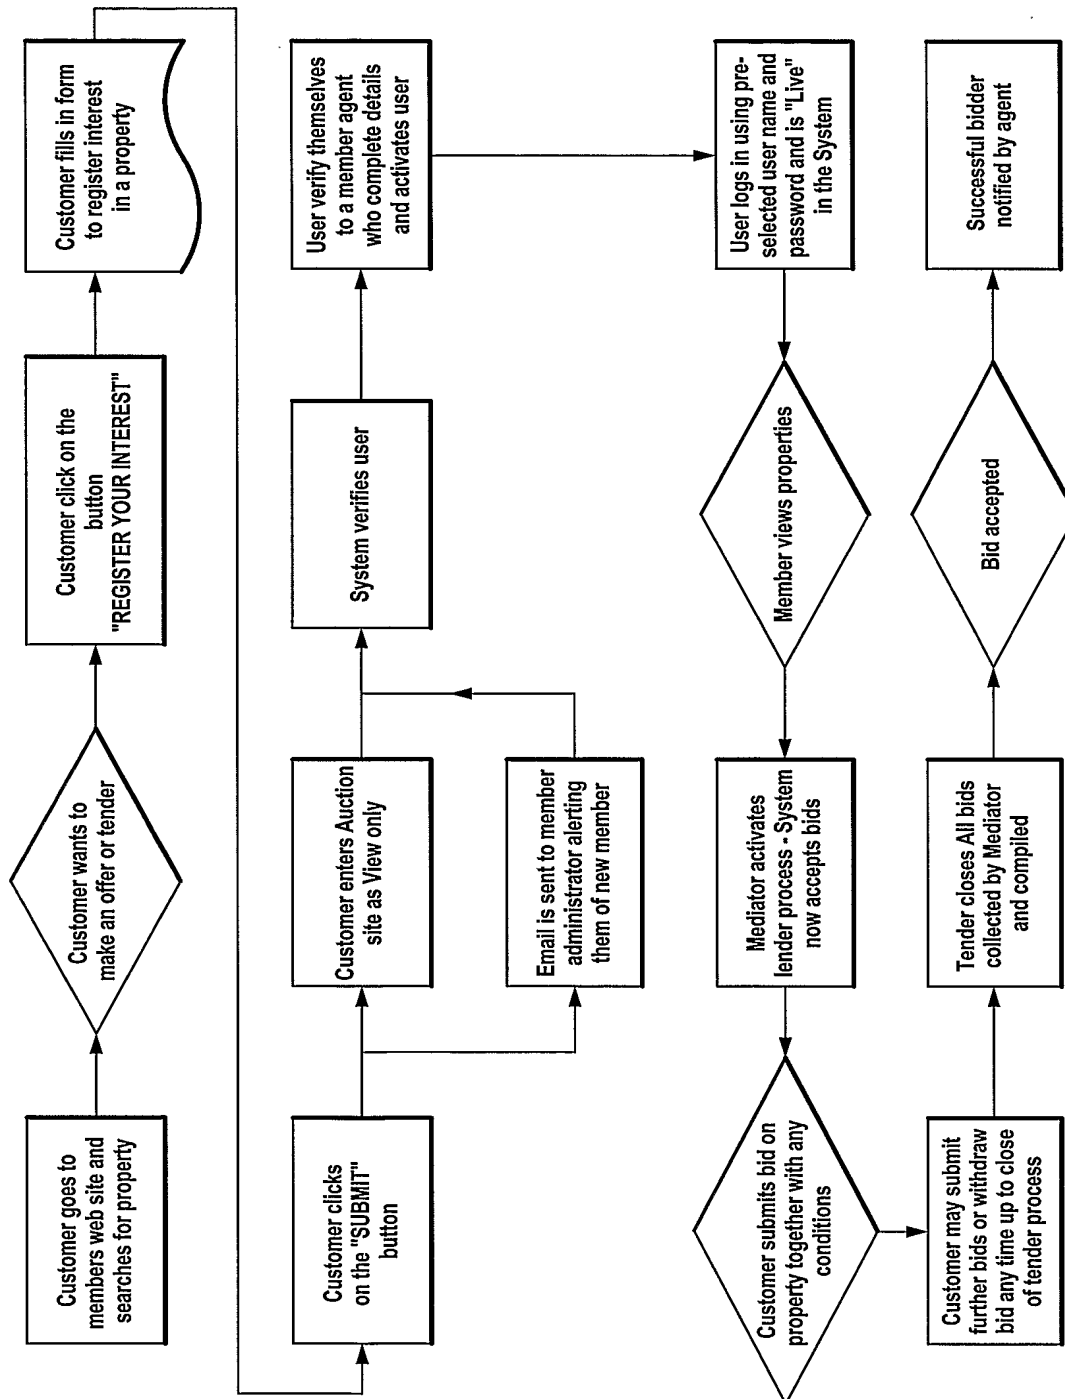 Customer goes to
members web site and
searches for property
Customer wants to
make an offer or tender
Customer click on the
button
"REGISTER YOUR INTEREST"
Customer fills in form
to register interest
in a property
Customer clicks
on the "SUBMIT"
button
Customer enters Auction
site as View only
Email is sent to member
administrator alerting
them of new member
System verifies user
User verify themselves
to a member agent
who complete details
and activates user
User logs in using pre-
selected user name and
password and is "Live"
in the System
Member views properties
Mediator activates
lender process - System
now accepts bids
Customer submits bid on
property together with any
conditions
Customer may submit
further bids or withdraw
bid any time up to close
of tender process
Tender closes All bids
collected by Mediator
and compiled
Bid accepted
Successful bidder
notified by agent